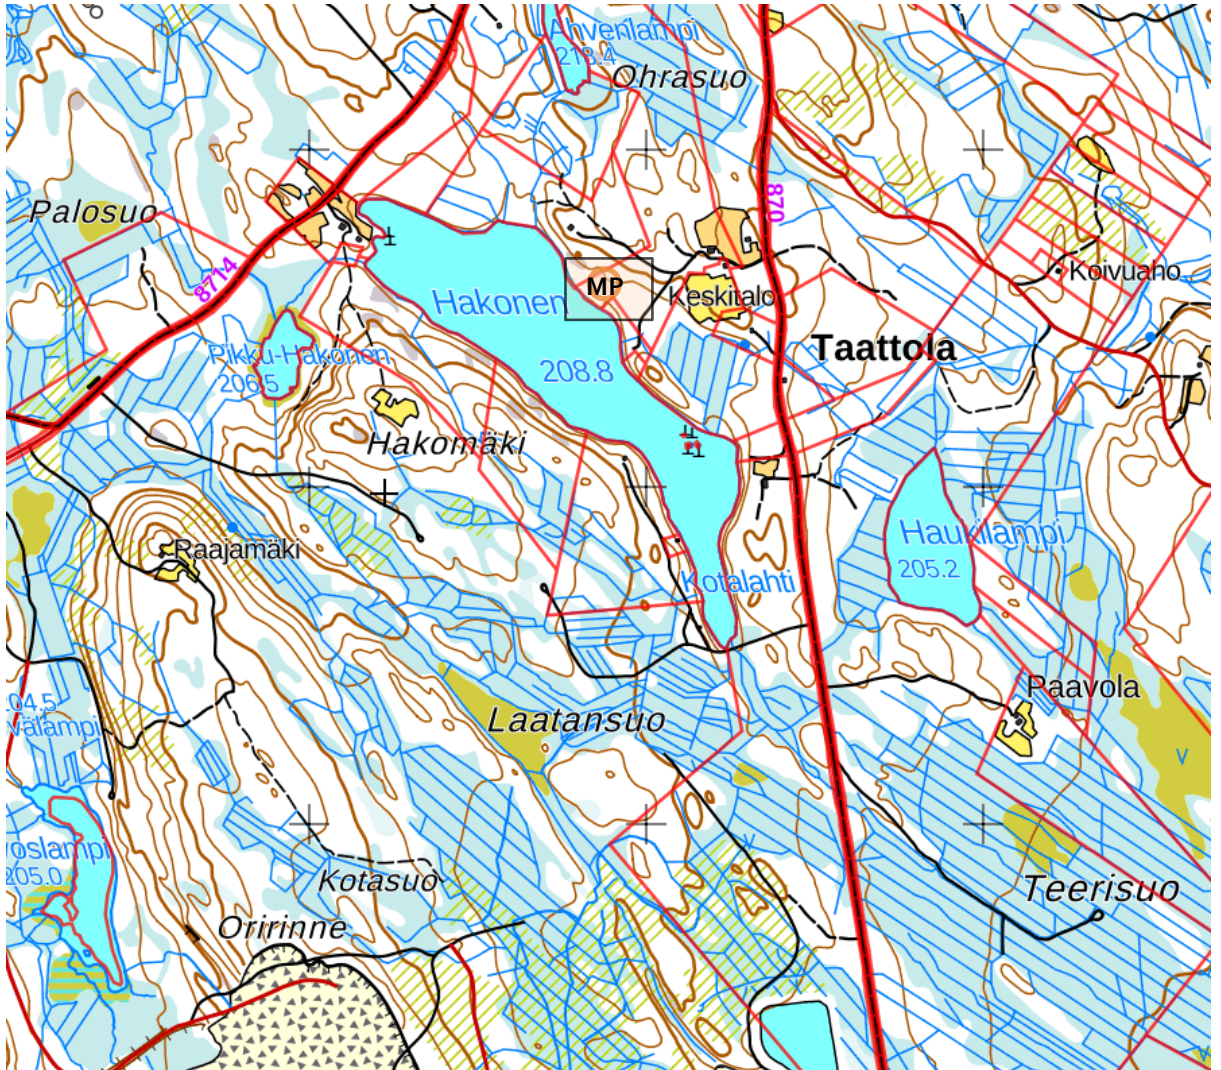 Ahvenlampi
213.4
Ohrasuo
Palosuo
870
8714
Koivuaho
MP
Hakonen
Keskitalo
Pikku-Hakonen
206.5
208.8
Taattola
Hakomäki
Raajamäki
Haukilampi
205.2
Kotalahti
Paavola
04.5
välampi
Laatansuo
v
v
oslampi
205.0
Kotasuo
Teerisuo
Oririnne
v